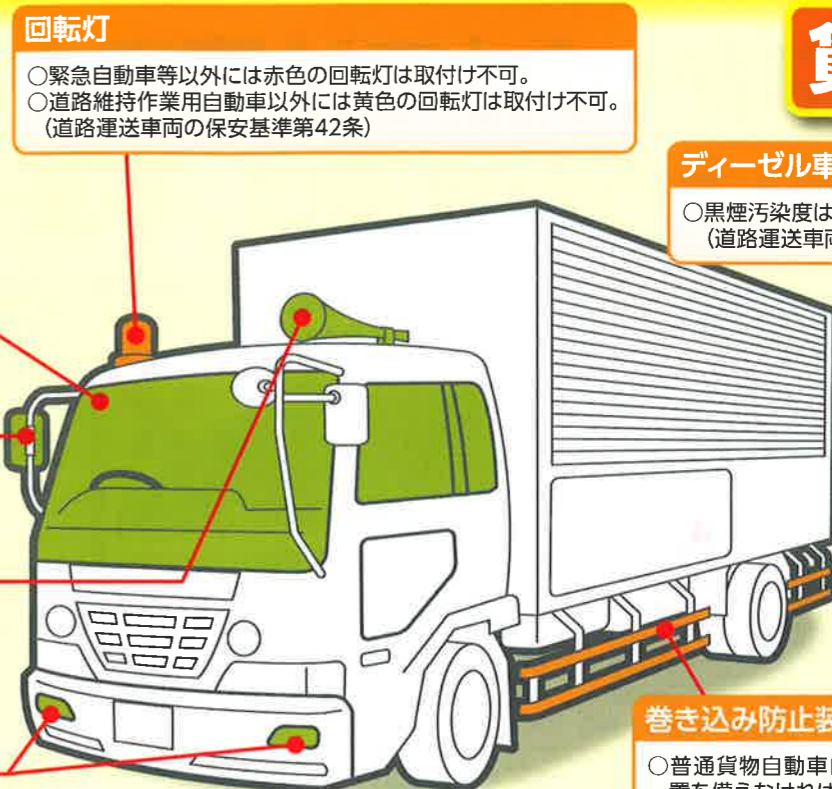 回転灯
○緊急自動車等以外には赤色の回転灯は取付け不可。
○道路維持作業用自動車以外には黄色の回転灯は取付け不可。
（道路運送車両の保安基準第42条）
ディーゼル車
○黒煙汚染度は
（道路運送車両
巻き込み防止装
○普通貨物自動車